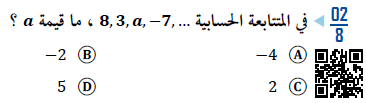 02/8 في المتتابعة الحسابية 8, 3, a, −7, ... ، ما قيمة a ؟
−4 A −2 B
2 C 5 D